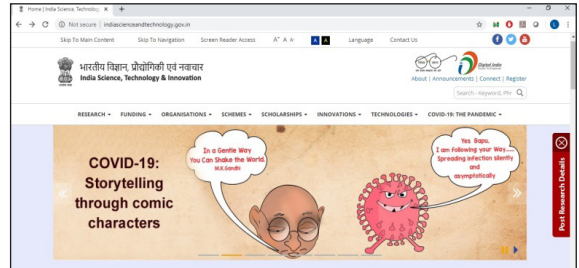 Home | India Science, Technology
Not secure | indiascienceandtechnology.gov.in
Skip To Main Content Skip To Navigation Screen Reader Access A+ A A- A A Language Contact Us
भारतीय विज्ञान, प्रौद्योगिकी एवं नवाचार
India Science, Technology & Innovation
Digital India
About | Announcements | Connect | Register
Search - Keyword, Phr
RESEARCH FUNDING ORGANISATIONS SCHEMES SCHOLARSHIPS INNOVATIONS TECHNOLOGIES COVID-19: THE PANDEMIC
COVID-19:
Storytelling
through comic
characters
In a Gentle Way
You Can Shake the World.
M.K.Gandhi
Yes Bapu,
I am Following your Way.....
Spreading infection silently
and
asymptotically
Post Research Details